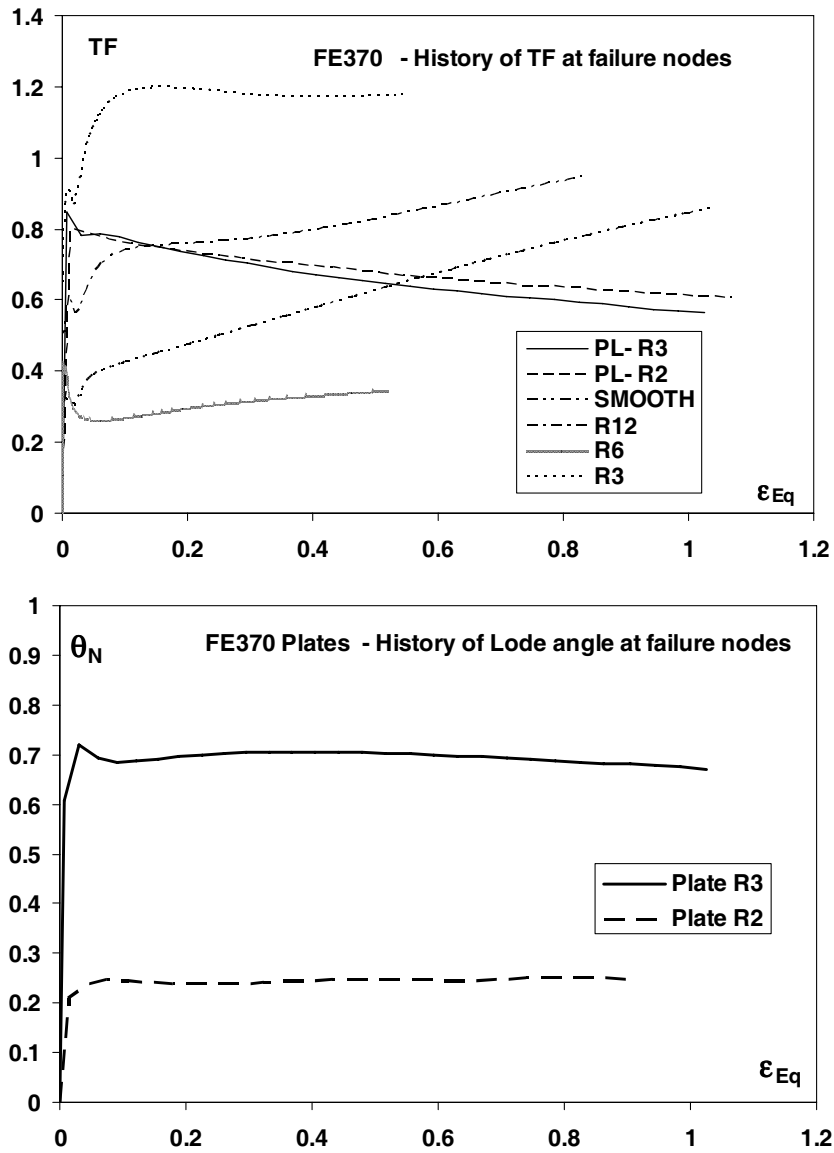 1.4
TF
FE370 - History of TF at failure nodes
1.2
1
0.8
0.6
0.4
0.2
0
PL- R3
PL- R2
SMOOTH
R12
R6
R3
εEq
0 0.2 0.4 0.6 0.8 1 1.2
1
θN
FE370 Plates - History of Lode angle at failure nodes
0.9
0.8
0.7
0.6
0.5
0.4
0.3
0.2
0.1
0
Plate R3
Plate R2
εEq
0 0.2 0.4 0.6 0.8 1 1.2